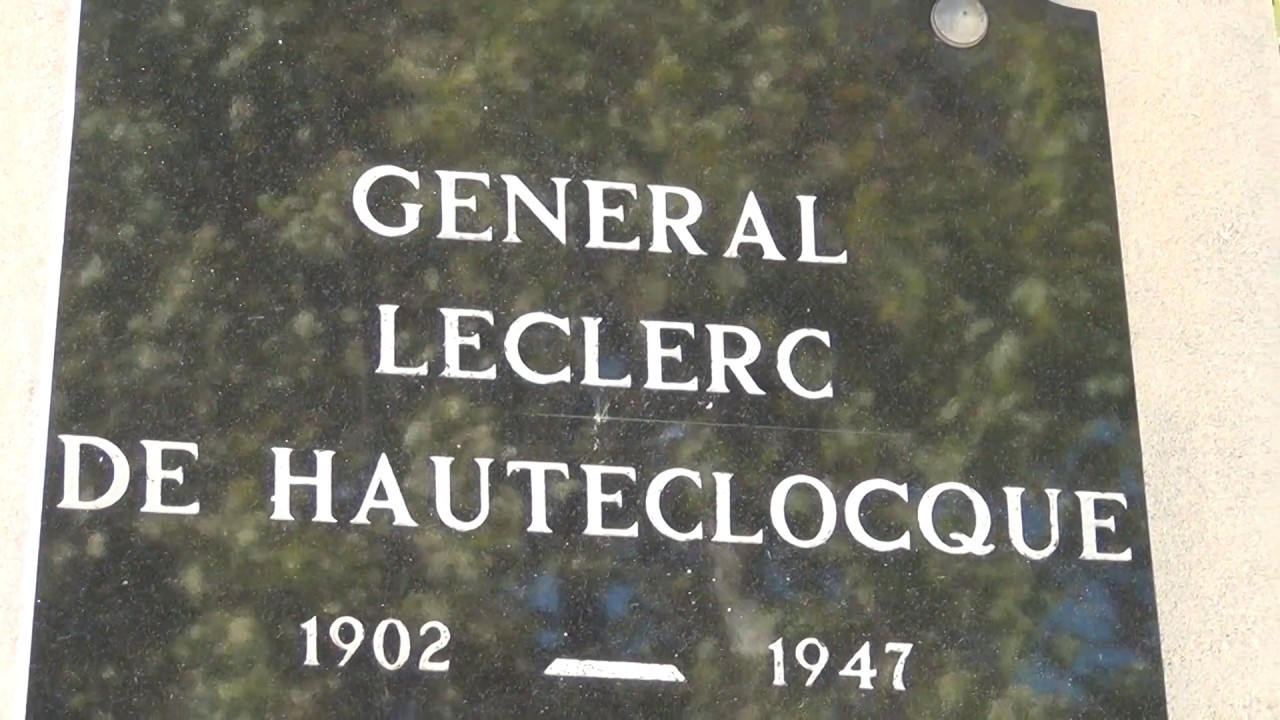 GENERAL
LECLERC
DE HAUTECLOCQUE
1902 — 1947